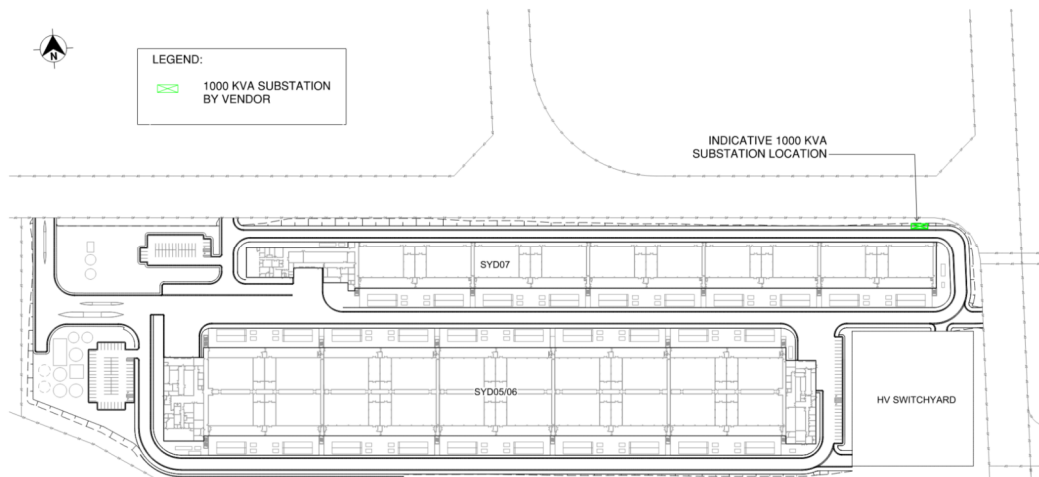 N
LEGEND:
1000 KVA SUBSTATION
BY VENDOR
INDICATIVE 1000 KVA
SUBSTATION LOCATION
SYD07
SYD05/06
HV SWITCHYARD